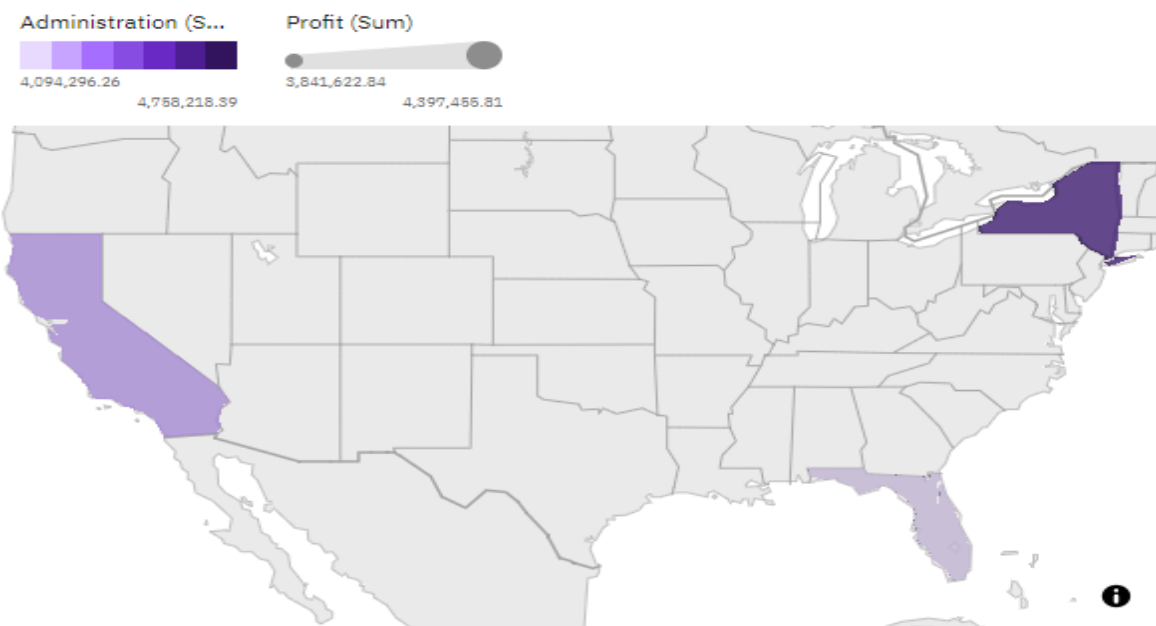 Administration (S...
Profit (Sum)
4,094,296.26
4,758,218.39
3,841,622.84
4,397,455.81